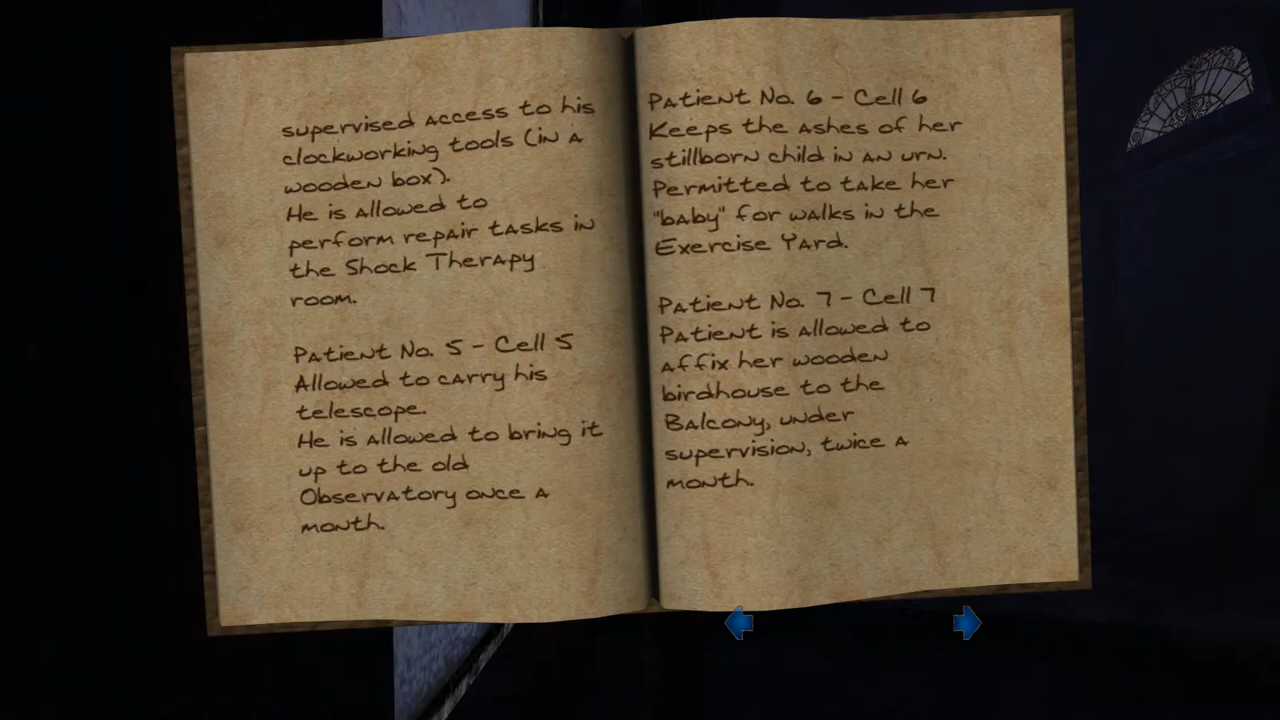 supervised access to his
clockworking tools (in a
wooden box).
He is allowed to
perform repair tasks in
the Shock Therapy
room.
Patient No. 5 - Cell 5
Allowed to carry his
telescope.
He is allowed to bring it
up to the old
Observatory once a
month.
Patient No. 6 - Cell 6
Keeps the ashes of her
stillborn child in an urn.
Permitted to take her
"baby" for walks in the
Exercise Yard.
Patient No. 7 - Cell 7
Patient is allowed to
affix her wooden
birdhouse to the
Balcony, under
supervision, twice a
month.